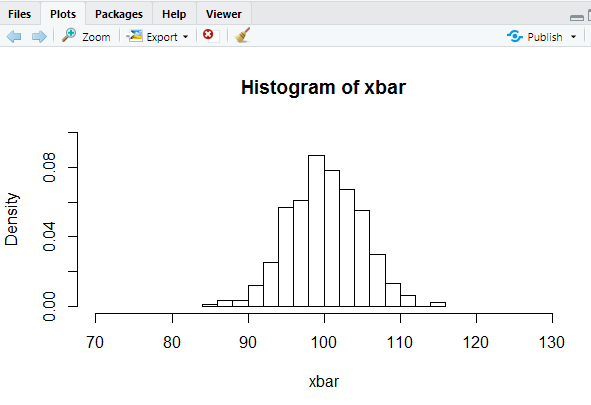 Files Plots Packages Help Viewer
Zoom Export Publish
Histogram of xbar
Density
0.08
0.04
0.00
70 80 90 100 110 120 130
xbar